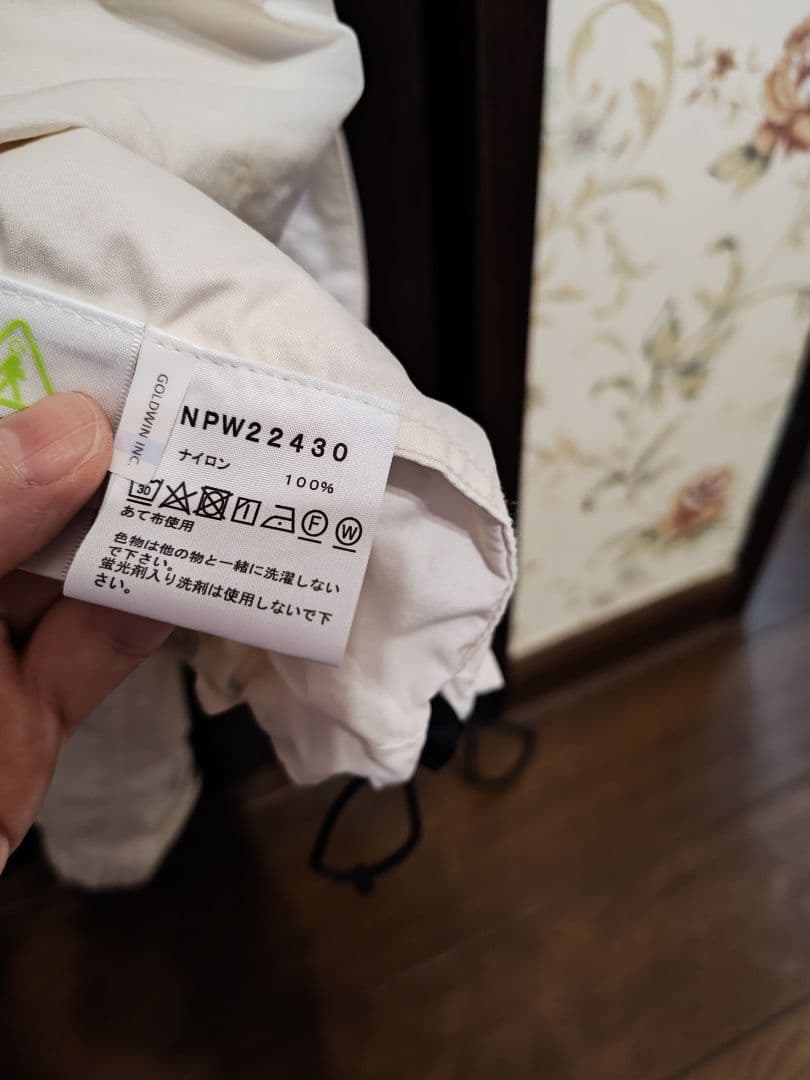 GOLDWIN INC.
NPW22430
ナイロン
100%
30
F W
あて布使用
色物は他の物と一緒に洗濯しない
で下さい。
蛍光剤入り洗剤は使用しないで下
さい。